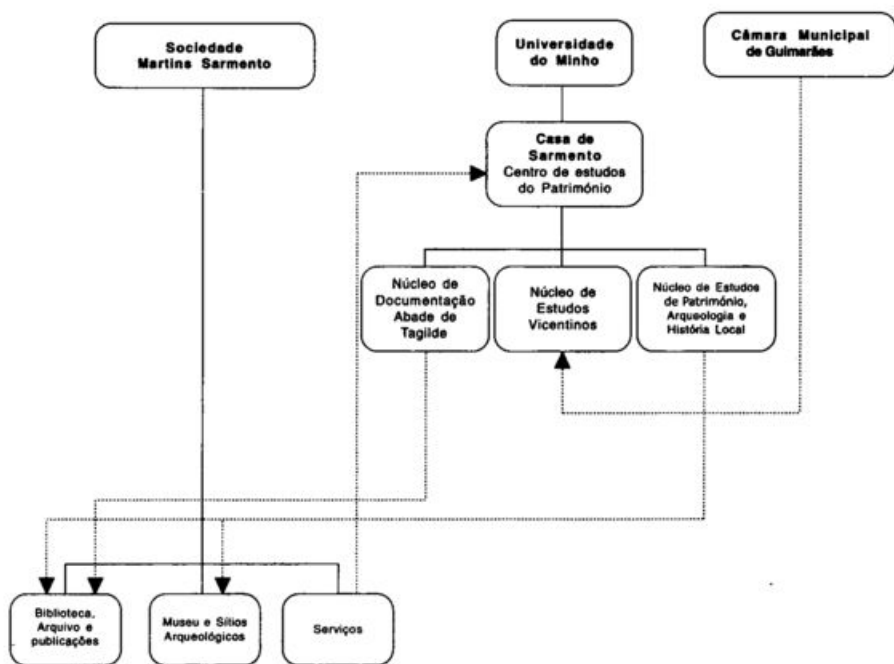 Sociedade
Martins Sarmento
Universidade
do Minho
Câmara Municipal
de Guimarães
Casa de
Sarmento
Centro de estudos
do Património
Núcleo de
Documentação
Abade de
Tagilde
Núcleo de
Estudos
Vicentinos
Núcleo de Estudos
de Património,
Arqueologia e
História Local
Biblioteca,
Arquivo e
publicações
Museu e Sítios
Arqueológicos
Serviços